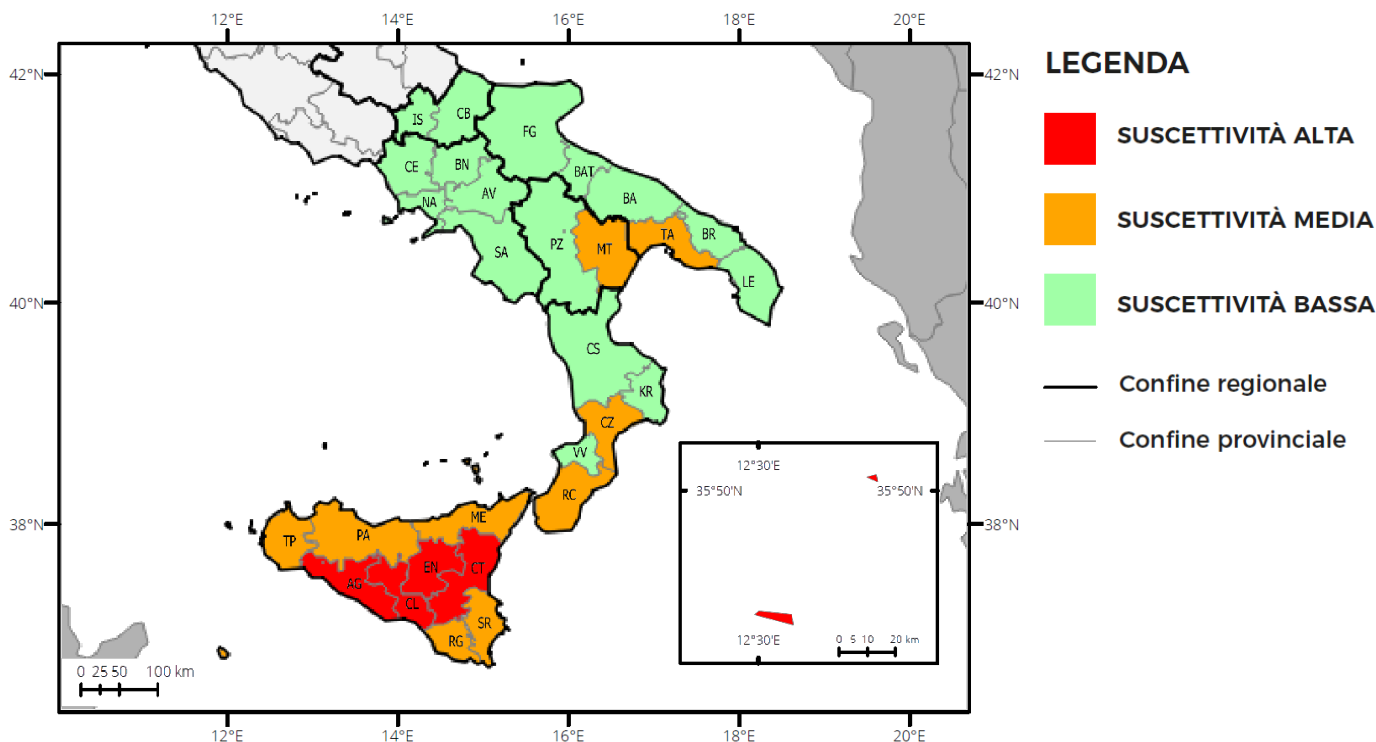 12°E 14°E 16°E 18°E 20°E
42°N 42°N
LEGENDA
SUSCETTIVITÀ ALTA
SUSCETTIVITÀ MEDIA
SUSCETTIVITÀ BASSA
Confine regionale
Confine provinciale
IS CB FG
CE BN BAT
NA AV BA
SA PZ MT TA BR
LE
40°N 40°N
CS
KR
CZ
VV
RC
38°N 38°N
TP PA ME
AG EN CT
CL
RG SR
12°30'E
35°50'N 35°50'N
12°30'E
0 5 10 20 km
0 25 50 100 km
12°E 14°E 16°E 18°E 20°E